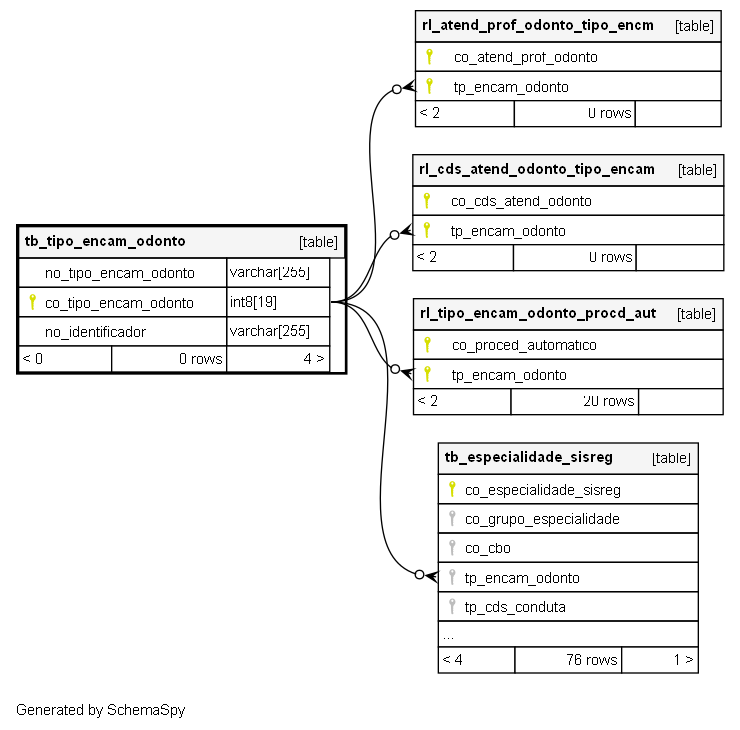 rl_atend_prof_odonto_tipo_encm [table]
co_atend_prof_odonto
tp_encam_odonto
< 2 0 rows
rl_cds_atend_odonto_tipo_encam [table]
co_cds_atend_odonto
tp_encam_odonto
< 2 0 rows
tb_tipo_encam_odonto [table]
no_tipo_encam_odonto varchar[255]
co_tipo_encam_odonto int8[19]
no_identificador varchar[255]
< 0 0 rows 4 >
rl_tipo_encam_odonto_procd_aut [table]
co_proced_automatico
tp_encam_odonto
< 2 20 rows
tb_especialidade_sisreg [table]
co_especialidade_sisreg
co_grupo_especialidade
co_cbo
tp_encam_odonto
tp_cds_conduta
...
< 4 76 rows 1 >
Generated by SchemaSpy